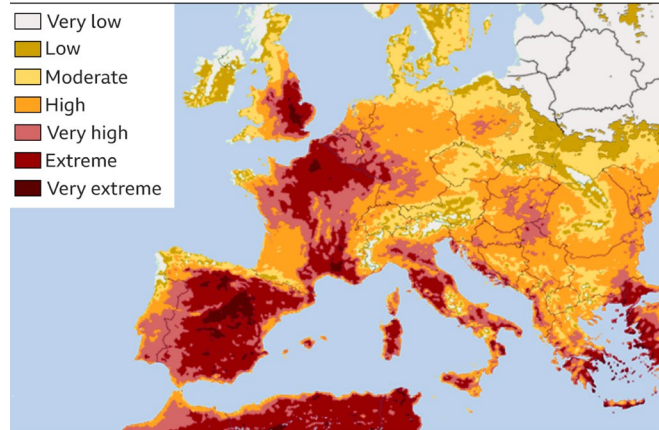 Very low
Low
Moderate
High
Very high
Extreme
Very extreme